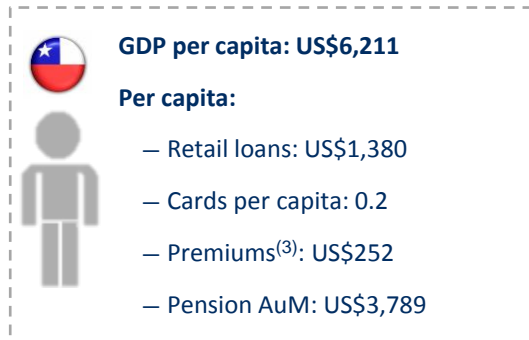 GDP per capita: US$6,211
Per capita:
— Retail loans: US$1,380
— Cards per capita: 0.2
— Premiums(3): US$252
— Pension AuM: US$3,789